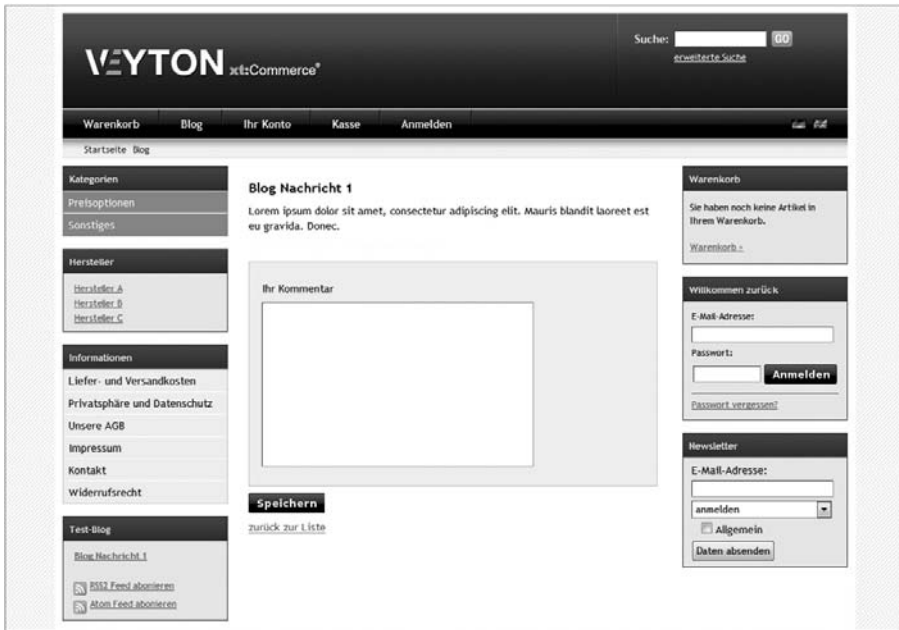 VEYTON xt:Commerce®
Suche: GO
erweiterte Suche
Warenkorb Blog Ihr Konto Kasse Anmelden
Startseite Blog
Kategorien
Preisoptionen
Sonstiges
Hersteller
Hersteller A
Hersteller B
Hersteller C
Informationen
Liefer- und Versandkosten
Privatsphäre und Datenschutz
Unsere AGB
Impressum
Kontakt
Widerrufsrecht
Test-Blog
Blog Nachricht 1
RSS2 Feed abonieren
Atom Feed abonieren
Blog Nachricht 1
Lorem ipsum dolor sit amet, consectetur adipiscing elit. Mauris blandit laoreet est
eu gravida. Donec.
Ihr Kommentar
Speichern
zurück zur Liste
Warenkorb
Sie haben noch keine Artikel in
Ihrem Warenkorb.
Warenkorb »
Willkommen zurück
E-Mail-Adresse:
Passwort:
Anmelden
Passwort vergessen?
Newsletter
E-Mail-Adresse:
anmelden
Allgemein
Daten absenden